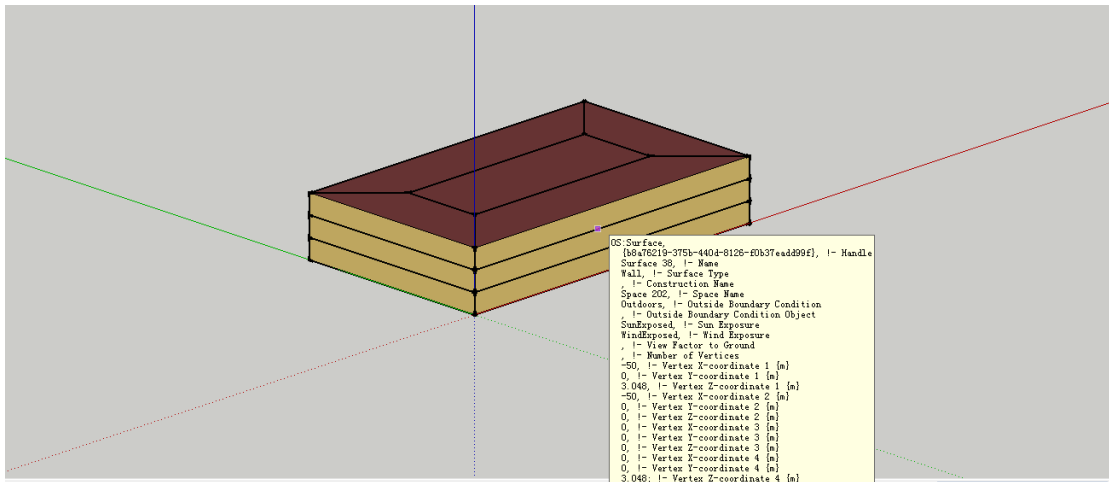 OS:Surface,
{b8a76219-375b-440d-8126-f0b37eadd99f}, !- Handle
Surface 38, !- Name
Wall, !- Surface Type
, !- Construction Name
Space 202, !- Space Name
Outdoors, !- Outside Boundary Condition
, !- Outside Boundary Condition Object
SunExposed, !- Sun Exposure
WindExposed, !- Wind Exposure
, !- View Factor to Ground
, !- Number of Vertices
-50, !- Vertex X-coordinate 1 {m}
0, !- Vertex Y-coordinate 1 {m}
3.048, !- Vertex Z-coordinate 1 {m}
-50, !- Vertex X-coordinate 2 {m}
0, !- Vertex Y-coordinate 2 {m}
0, !- Vertex Z-coordinate 2 {m}
0, !- Vertex X-coordinate 3 {m}
0, !- Vertex Y-coordinate 3 {m}
0, !- Vertex Z-coordinate 3 {m}
0, !- Vertex X-coordinate 4 {m}
0, !- Vertex Y-coordinate 4 {m}
3.048; !- Vertex Z-coordinate 4 {m}